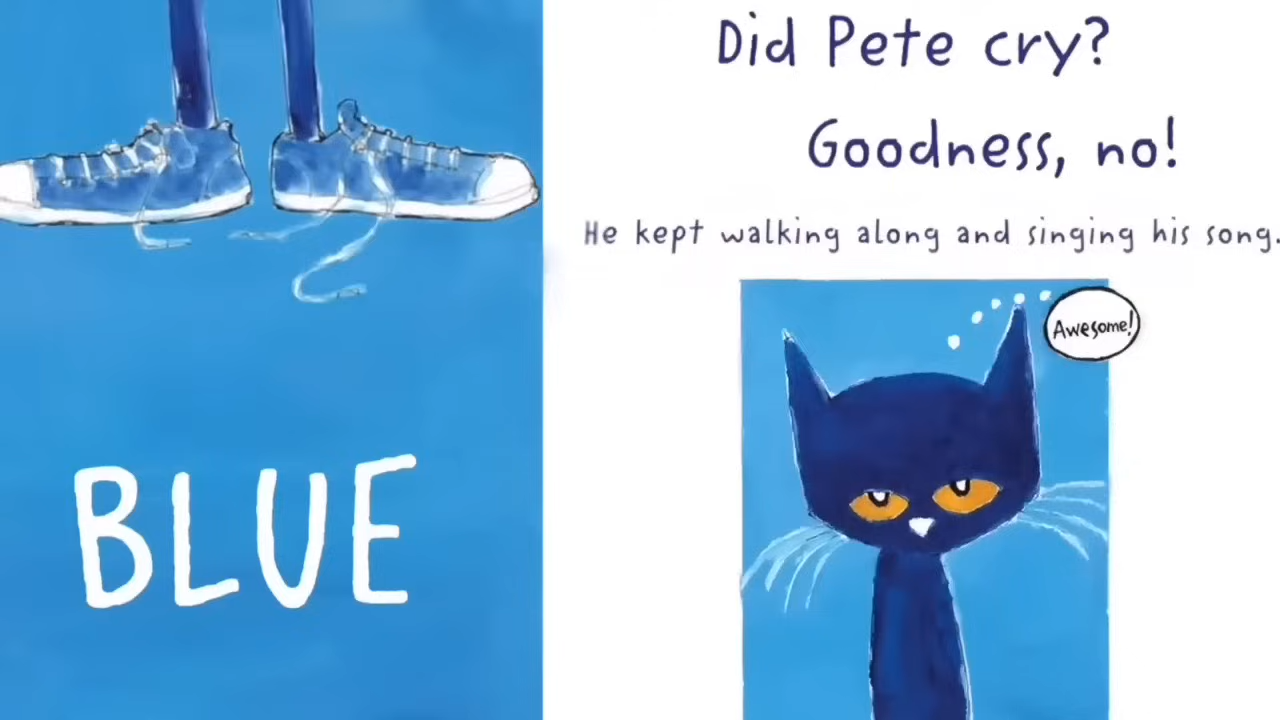 BLUE
Did Pete cry?
Goodness, no!
He kept walking along and singing his song.
Awesome!